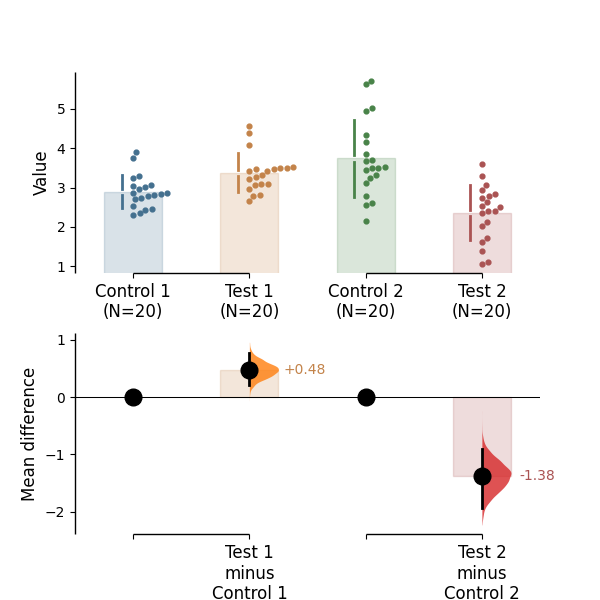 Value
5
4
3
2
1
Control 1
(N=20)
Test 1
(N=20)
Control 2
(N=20)
Test 2
(N=20)
Mean difference
1
0
−1
−2
+0.48
-1.38
Test 1
minus
Control 1
Test 2
minus
Control 2